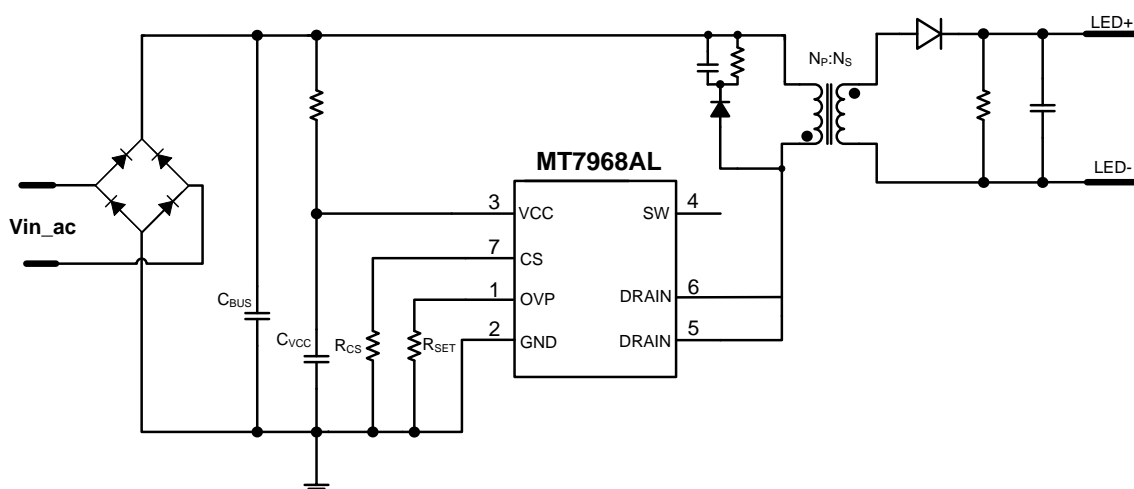 LED+
NP:NS
MT7968AL
LED-
3
VCC
SW
4
Vin_ac
7
CS
CBUS
1
OVP
DRAIN
6
CVCC
RCS
RSET
2
GND
DRAIN
5